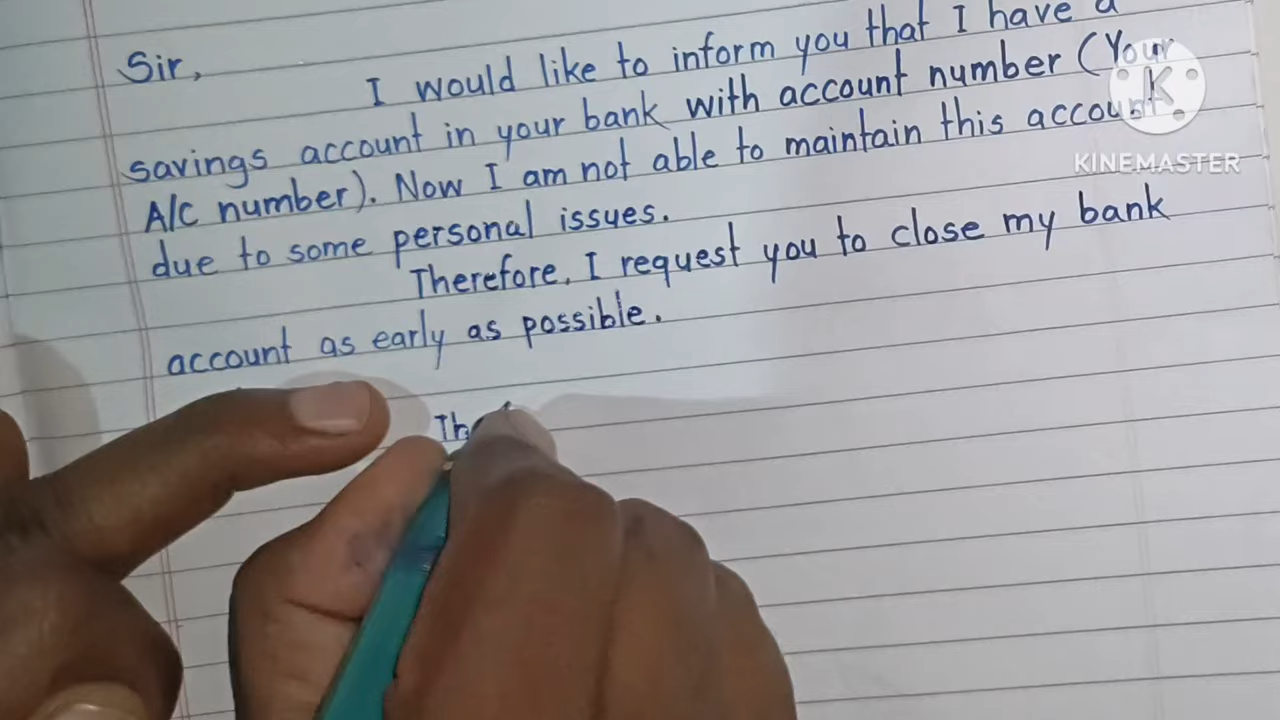 Sir,
I would like to inform you that I have a
savings account in your bank with account number (Your
A/C number). Now I am not able to maintain this account
due to some personal issues.
Therefore, I request you to close my bank
account as early as possible.
Th
K
KINEMASTER